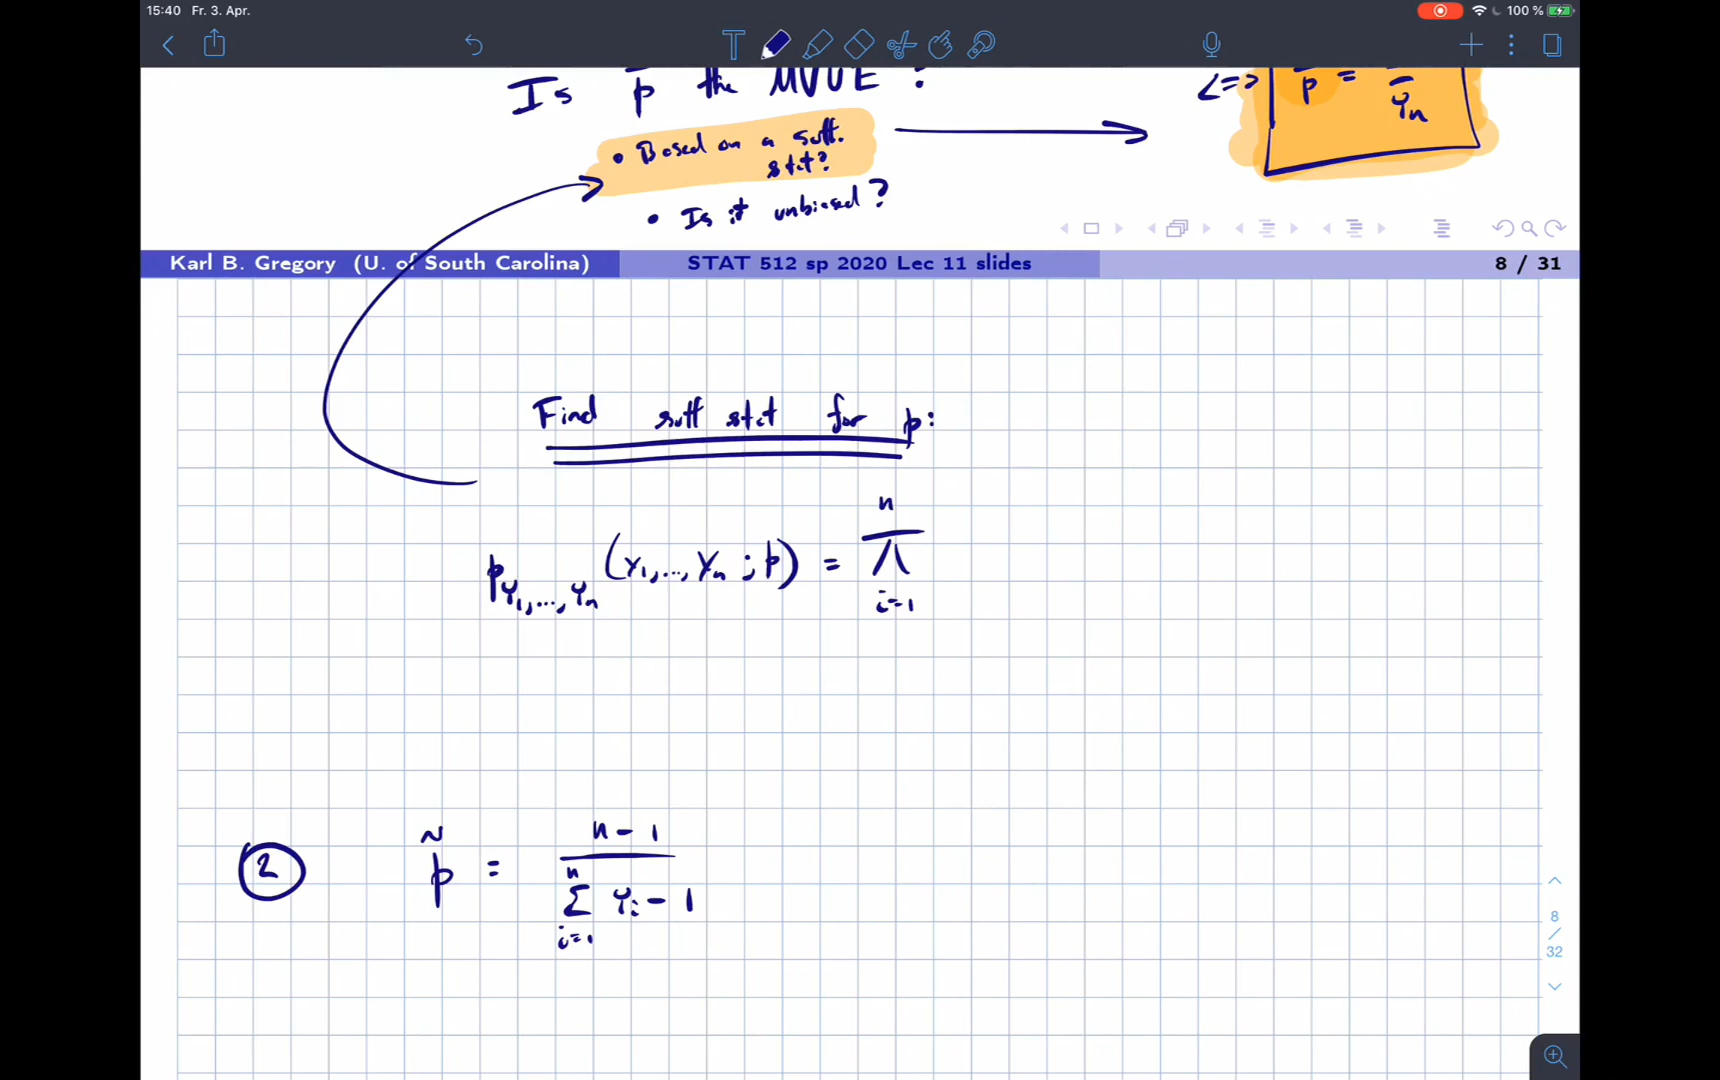 15:40 Fr. 3. Apr. 100 %
Is p̄ the MVUE ?
<=> p̄ = — Ȳn
• Based on a suff. stat?
• Is it unbiased ?
Karl B. Gregory (U. of South Carolina) STAT 512 sp 2020 Lec 11 slides 8 / 31
Find suff stat for p:
p_{Y1,...,Yn} (y1,...,yn ; p) = ∏_{i=1}^{n}
② p̃ = (n - 1) / (∑_{i=1}^{n} Yi - 1)
8
/
32